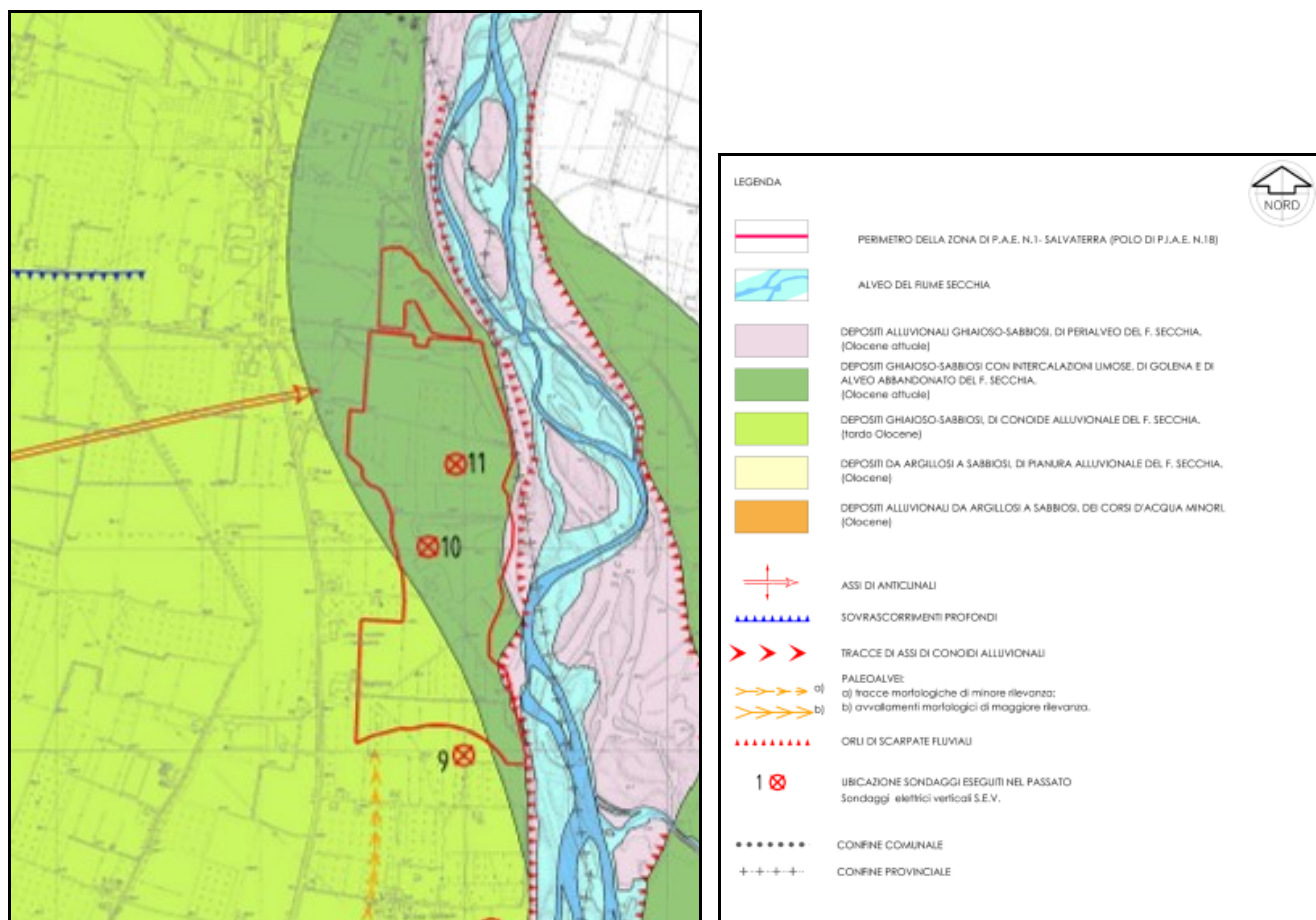 11
10
9
LEGENDA
NORD
PERIMETRO DELLA ZONA DI P.A.E. N.1- SALVATERRA (POLO DI P.I.A.E. N.18)
ALVEO DEL FIUME SECCHIA
DEPOSITI ALLUVIONALI GHIAIOSO-SABBIOSI, DI PERIALVEO DEL F. SECCHIA.
(Olocene attuale)
DEPOSITI GHIAIOSO-SABBIOSI CON INTERCALAZIONI LIMOSE, DI GOLENA E DI
ALVEO ABBANDONATO DEL F. SECCHIA.
(Olocene attuale)
DEPOSITI GHIAIOSO-SABBIOSI, DI CONOIDE ALLUVIONALE DEL F. SECCHIA.
(tardo Olocene)
DEPOSITI DA ARGILLOSI A SABBIOSI, DI PIANURA ALLUVIONALE DEL F. SECCHIA.
(Olocene)
DEPOSITI ALLUVIONALI DA ARGILLOSI A SABBIOSI, DEI CORSI D'ACQUA MINORI.
(Olocene)
ASSI DI ANTICLINALI
SOVRASCORRIMENTI PROFONDI
TRACCE DI ASSI DI CONOIDI ALLUVIONALI
PALEOALVEI:
a) a) tracce morfologiche di minore rilevanza;
b) b) avvallamenti morfologici di maggiore rilevanza.
ORLI DI SCARPATE FLUVIALI
1 UBICAZIONE SONDAGGI ESEGUITI NEL PASSATO
Sondaggi elettrici verticali S.E.V.
CONFINE COMUNALE
CONFINE PROVINCIALE